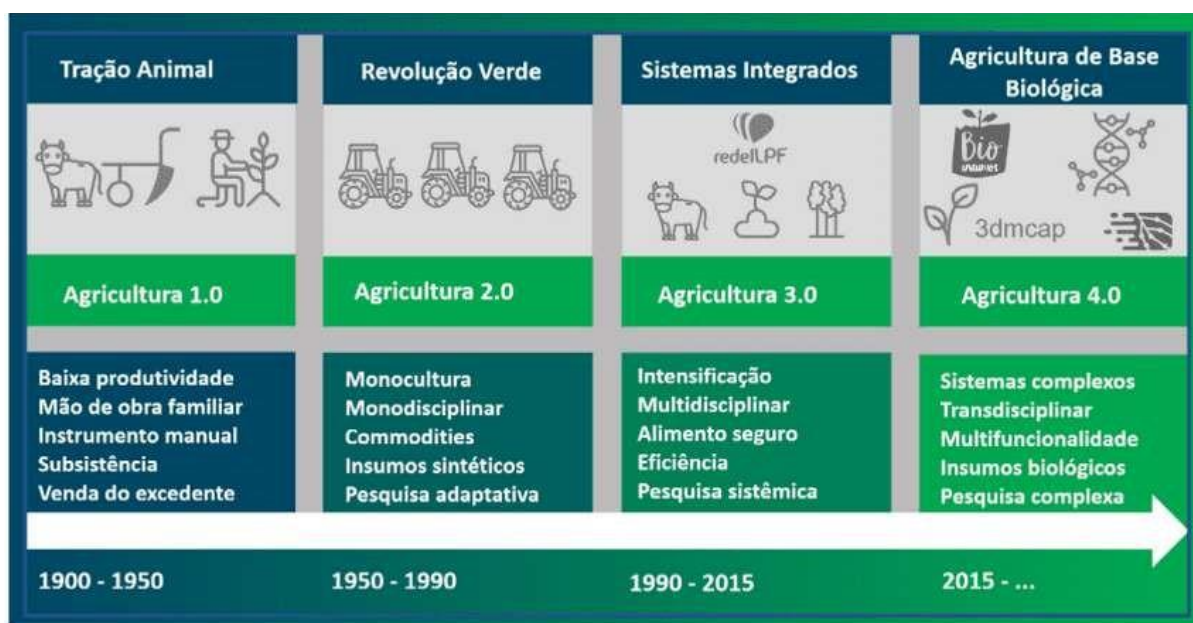 Tração Animal
Revolução Verde
Sistemas Integrados
Agricultura de Base
Biológica
redeILPF
Bio
3dmcap
Agricultura 1.0
Agricultura 2.0
Agricultura 3.0
Agricultura 4.0
Baixa produtividade
Mão de obra familiar
Instrumento manual
Subsistência
Venda do excedente
Monocultura
Monodisciplinar
Commodities
Insumos sintéticos
Pesquisa adaptativa
Intensificação
Multidisciplinar
Alimento seguro
Eficiência
Pesquisa sistêmica
Sistemas complexos
Transdisciplinar
Multifuncionalidade
Insumos biológicos
Pesquisa complexa
1900 - 1950
1950 - 1990
1990 - 2015
2015 - ...